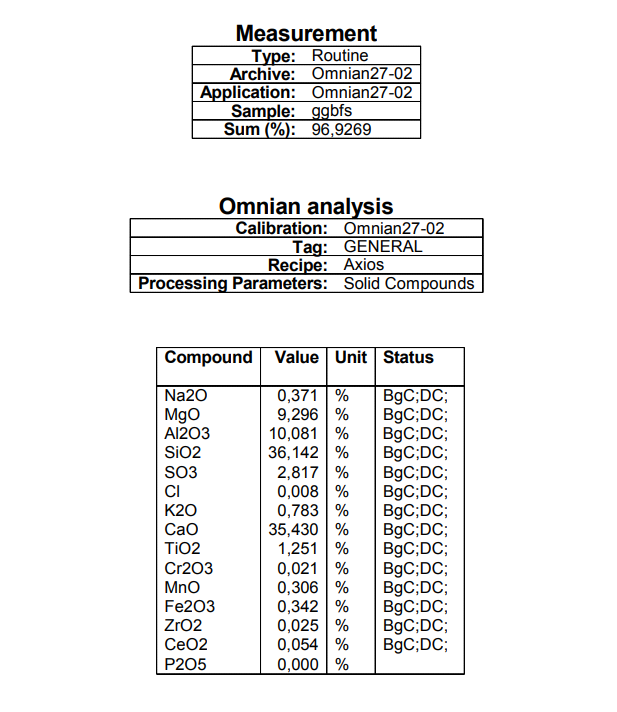 Measurement
Type: Routine
Archive: Omnian27-02
Application: Omnian27-02
Sample: ggbfs
Sum (%): 96,9269
Omnian analysis
Calibration: Omnian27-02
Tag: GENERAL
Recipe: Axios
Processing Parameters: Solid Compounds
Compound Value Unit Status
Na2O 0,371 % BgC;DC;
MgO 9,296 % BgC;DC;
Al2O3 10,081 % BgC;DC;
SiO2 36,142 % BgC;DC;
SO3 2,817 % BgC;DC;
Cl 0,008 % BgC;DC;
K2O 0,783 % BgC;DC;
CaO 35,430 % BgC;DC;
TiO2 1,251 % BgC;DC;
Cr2O3 0,021 % BgC;DC;
MnO 0,306 % BgC;DC;
Fe2O3 0,342 % BgC;DC;
ZrO2 0,025 % BgC;DC;
CeO2 0,054 % BgC;DC;
P2O5 0,000 %